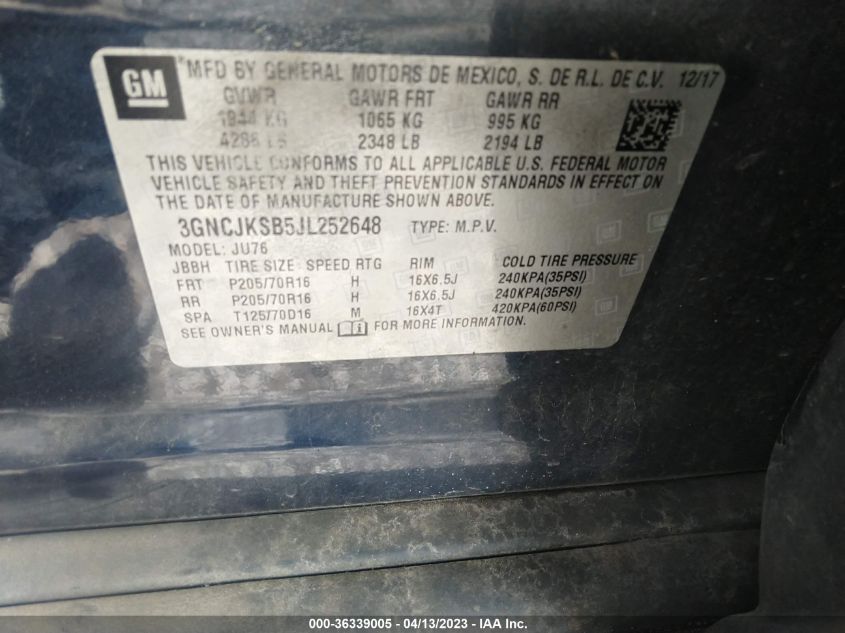 GM
*MFD BY GENERAL MOTORS DE MEXICO, S. DE R.L. DE C.V. 12/17
GVWR GAWR FRT GAWR RR
1944 KG 1065 KG 995 KG
4286 LB 2348 LB 2194 LB
THIS VEHICLE CONFORMS TO ALL APPLICABLE U.S. FEDERAL MOTOR
VEHICLE SAFETY AND THEFT PREVENTION STANDARDS IN EFFECT ON
THE DATE OF MANUFACTURE SHOWN ABOVE.
3GNCJKSB5JL252648 TYPE: M.P.V.
MODEL: JU76
JBBH TIRE SIZE SPEED RTG RIM COLD TIRE PRESSURE
FRT P205/70R16 H 16X6.5J 240KPA(35PSI)
RR P205/70R16 H 16X6.5J 240KPA(35PSI)
SPA T125/70D16 M 16X4T 420KPA(60PSI)
SEE OWNER'S MANUAL FOR MORE INFORMATION.
000-36339005 - 04/13/2023 - IAA Inc.